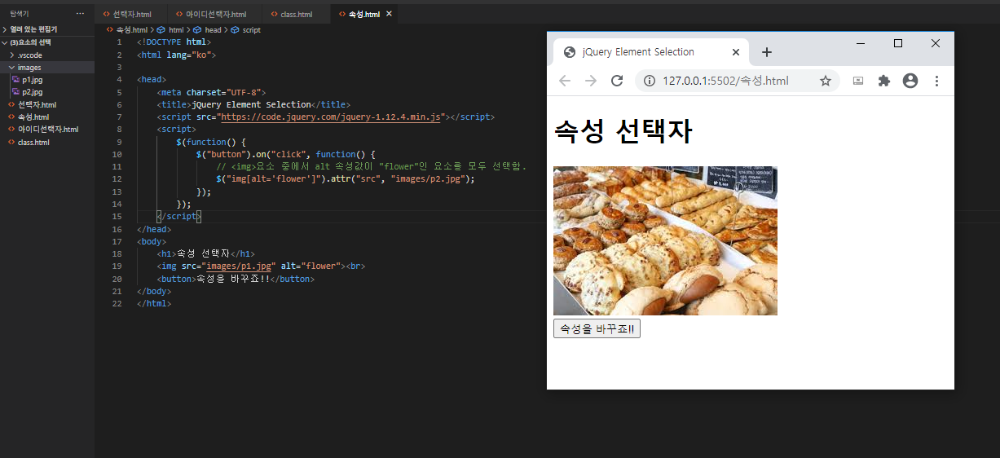 탐색기 ···
열려 있는 편집기
(3)요소의 선택
.vscode
images
p1.jpg
p2.jpg
선택자.html
속성.html
아이디선택자.html
class.html
선택자.html 아이디선택자.html class.html 속성.html
속성.html > html > head > script
1 <!DOCTYPE html>
2 <html lang="ko">
3
4 <head>
5 <meta charset="UTF-8">
6 <title>jQuery Element Selection</title>
7 <script src="https://code.jquery.com/jquery-1.12.4.min.js"></script>
8 <script>
9 $(function() {
10 $("button").on("click", function() {
11 // <img>요소 중에서 alt 속성값이 "flower"인 요소을 모두 선택함.
12 $("img[alt='flower']").attr("src", "images/p2.jpg");
13 });
14 });
15 </script>
16 </head>
17 <body>
18 <h1>속성 선택자</h1>
19 <img src="images/p1.jpg" alt="flower"><br>
20 <button>속성을 바꾸죠!!</button>
21 </body>
22 </html>
jQuery Element Selection
127.0.0.1:5502/속성.html
속성 선택자
속성을 바꾸죠!!